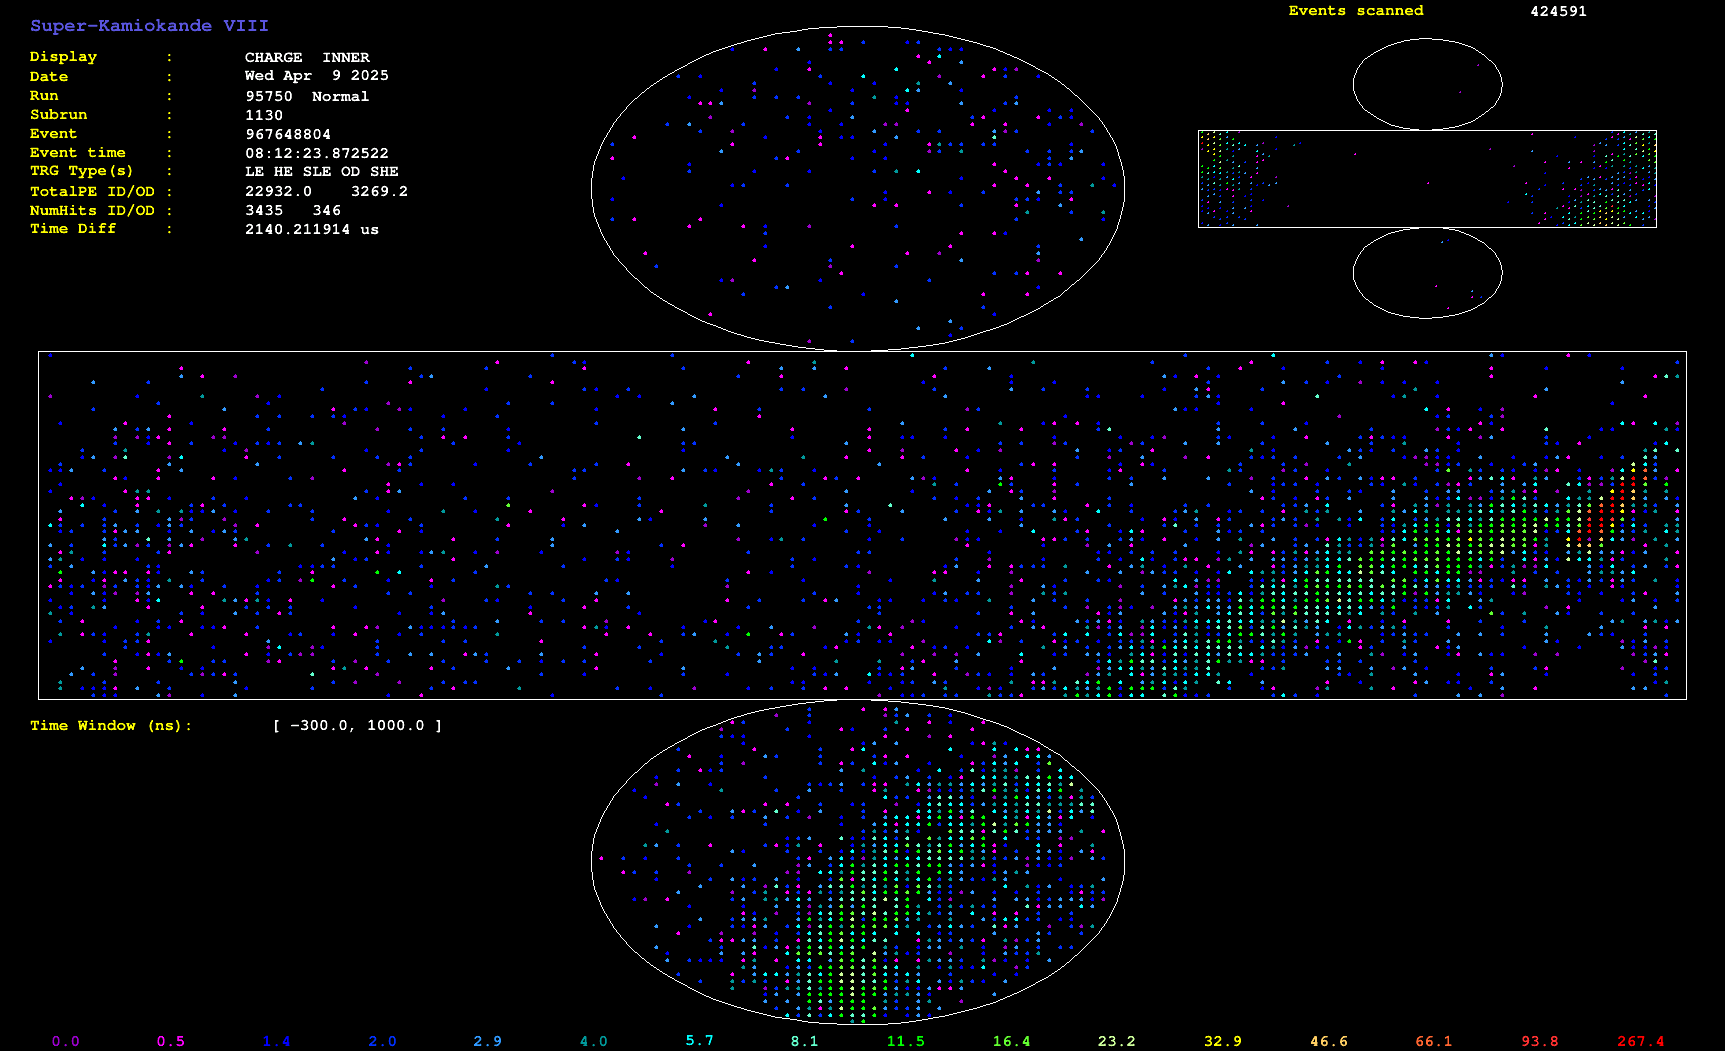 Super-Kamiokande VIII
Events scanned 424591
Display : CHARGE INNER
Date : Wed Apr 9 2025
Run : 95750 Normal
Subrun : 1130
Event : 967648804
Event time : 08:12:23.872522
TRG Type(s) : LE HE SLE OD SHE
TotalPE ID/OD : 22932.0 3269.2
NumHits ID/OD : 3435 346
Time Diff : 2140.211914 us
Time Window (ns): [ -300.0, 1000.0 ]
0.0 0.5 1.4 2.0 2.9 4.0 5.7 8.1 11.5 16.4 23.2 32.9 46.6 66.1 93.8 267.4